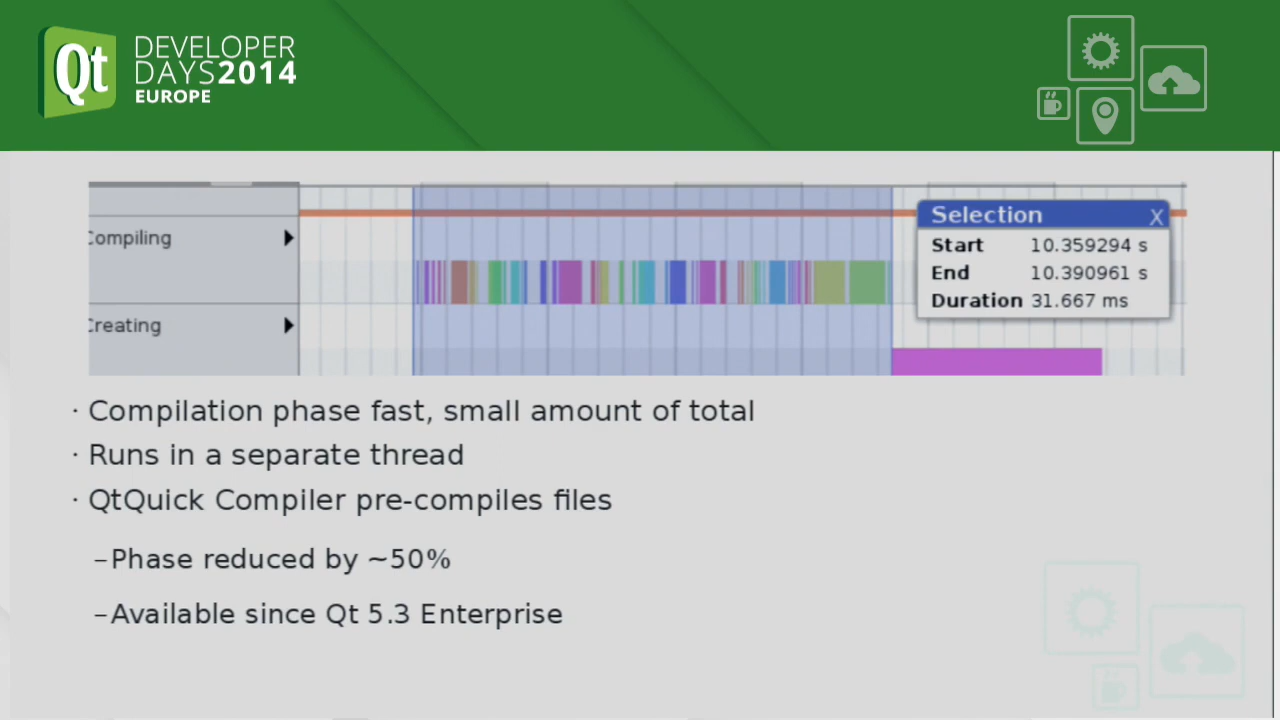 Qt
DEVELOPER
DAYS2014
EUROPE
Compiling
Creating
Selection X
Start 10.359294 s
End 10.390961 s
Duration 31.667 ms
· Compilation phase fast, small amount of total
· Runs in a separate thread
· QtQuick Compiler pre-compiles files
–Phase reduced by ~50%
–Available since Qt 5.3 Enterprise